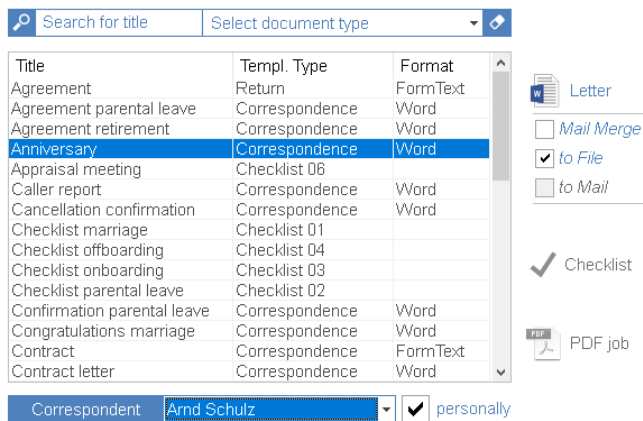 Search for title Select document type
Title Templ. Type Format
Agreement Return FormText
Agreement parental leave Correspondence Word
Agreement retirement Correspondence Word
Anniversary Correspondence Word
Appraisal meeting Checklist 06
Caller report Correspondence Word
Cancellation confirmation Correspondence Word
Checklist marriage Checklist 01
Checklist offboarding Checklist 04
Checklist onboarding Checklist 03
Checklist parental leave Checklist 02
Confirmation parental leave Correspondence Word
Congratulations marriage Correspondence Word
Contract Correspondence FormText
Contract letter Correspondence Word
W Letter
Mail Merge
to File
to Mail
Checklist
PDF PDF job
Correspondent Arnd Schulz personally